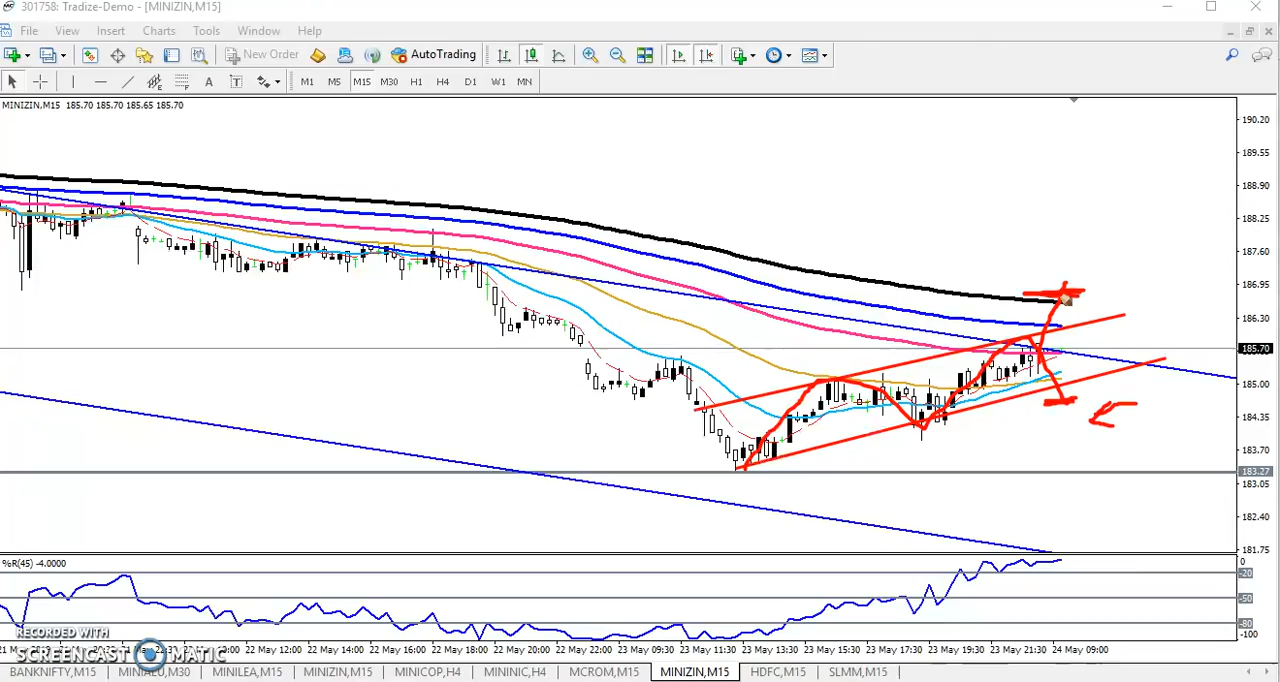 301758: Tradize-Demo - [MINIZIN,M15]
File View Insert Charts Tools Window Help
New Order AutoTrading
A T M1 M5 M15 M30 H1 H4 D1 W1 MN
MINIZIN,M15 185.70 185.70 185.65 185.70
190.20
189.55
188.90
188.25
187.60
186.95
186.30
185.70
185.00
184.35
183.70
183.27
183.05
182.40
181.75
%R(45) -4.0000
0
-20
-50
-80
-100
22 May 12:00 22 May 14:00 22 May 16:00 22 May 18:00 22 May 20:00 22 May 22:00 23 May 09:30 23 May 11:30 23 May 13:30 23 May 15:30 23 May 17:30 23 May 19:30 23 May 21:30 24 May 09:00
RECORDED WITH
SCREENCAST MATIC
BANKNIFTY,M15 MINIALU,M30 MINILEA,M15 MINIZIN,M15 MINICOP,H4 MININIC,H4 MCROM,M15 MINIZIN,M15 HDFC,M15 SLMM,M15